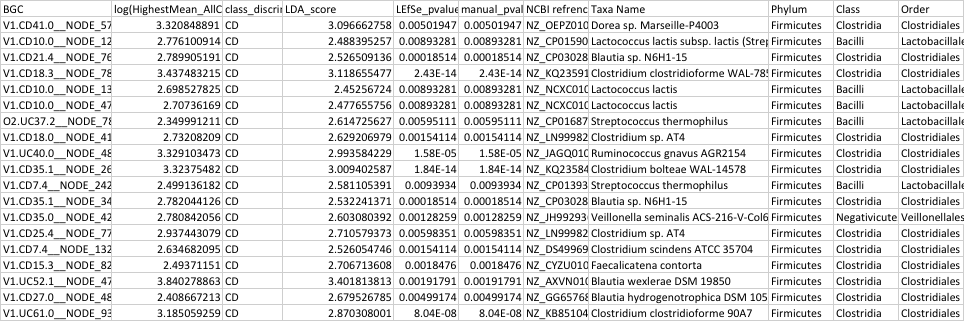 BGC log(HighestMean_AllC class_discrin LDA_score LEfSe_pvalue manual_pval NCBI refrenc Taxa Name Phylum Class Order
V1.CD41.0__NODE_57 3.320848891 CD 3.096662758 0.00501947 0.00501947 NZ_OEPZ010 Dorea sp. Marseille-P4003 Firmicutes Clostridia Clostridiales
V1.CD10.0__NODE_12 2.776100914 CD 2.488395257 0.00893281 0.00893281 NZ_CP01590 Lactococcus lactis subsp. lactis (Strep Firmicutes Bacilli Lactobacillale
V1.CD21.4__NODE_76 2.789905191 CD 2.526509136 0.00018514 0.00018514 NZ_CP03028 Blautia sp. N6H1-15 Firmicutes Clostridia Clostridiales
V1.CD18.3__NODE_78 3.437483215 CD 3.118655477 2.43E-14 2.43E-14 NZ_KQ23591 Clostridium clostridioforme WAL-785 Firmicutes Clostridia Clostridiales
V1.CD10.0__NODE_13 2.698527825 CD 2.45256724 0.00893281 0.00893281 NZ_NCXC010 Lactococcus lactis Firmicutes Bacilli Lactobacillale
V1.CD10.0__NODE_47 2.70736169 CD 2.477655756 0.00893281 0.00893281 NZ_NCXC010 Lactococcus lactis Firmicutes Bacilli Lactobacillale
O2.UC37.2__NODE_78 2.349991211 CD 2.614725627 0.00595111 0.00595111 NZ_CP01687 Streptococcus thermophilus Firmicutes Bacilli Lactobacillale
V1.CD18.0__NODE_41 2.73208209 CD 2.629206979 0.00154114 0.00154114 NZ_LN99982 Clostridium sp. AT4 Firmicutes Clostridia Clostridiales
V1.UC40.0__NODE_48 3.329103473 CD 2.993584229 1.58E-05 1.58E-05 NZ_JAGQ010 Ruminococcus gnavus AGR2154 Firmicutes Clostridia Clostridiales
V1.CD35.1__NODE_26 3.32375482 CD 3.009402587 1.84E-14 1.84E-14 NZ_KQ23584 Clostridium bolteae WAL-14578 Firmicutes Clostridia Clostridiales
V1.CD7.4__NODE_242 2.499136182 CD 2.581105391 0.0093934 0.0093934 NZ_CP01393 Streptococcus thermophilus Firmicutes Bacilli Lactobacillale
V1.CD35.1__NODE_34 2.782044126 CD 2.532241371 0.00018514 0.00018514 NZ_CP03028 Blautia sp. N6H1-15 Firmicutes Clostridia Clostridiales
V1.CD35.0__NODE_42 2.780842056 CD 2.603080392 0.00128259 0.00128259 NZ_JH992936 Veillonella seminalis ACS-216-V-Col6 Firmicutes Negativicute Veillonellales
V1.CD25.4__NODE_77 2.937443079 CD 2.710579373 0.00598351 0.00598351 NZ_LN99982 Clostridium sp. AT4 Firmicutes Clostridia Clostridiales
V1.CD7.4__NODE_132 2.634682095 CD 2.526054746 0.00154114 0.00154114 NZ_DS49969 Clostridium scindens ATCC 35704 Firmicutes Clostridia Clostridiales
V1.CD15.3__NODE_82 2.49371151 CD 2.706713608 0.0018476 0.0018476 NZ_CYZU010 Faecalicatena contorta Firmicutes Clostridia Clostridiales
V1.UC52.1__NODE_47 3.840278863 CD 3.401813813 0.00191791 0.00191791 NZ_AXVN010 Blautia wexlerae DSM 19850 Firmicutes Clostridia Clostridiales
V1.CD27.0__NODE_48 2.408667213 CD 2.679526785 0.00499174 0.00499174 NZ_GG65768 Blautia hydrogenotrophica DSM 105 Firmicutes Clostridia Clostridiales
V1.UC61.0__NODE_93 3.185059259 CD 2.870308001 8.04E-08 8.04E-08 NZ_KB85104 Clostridium clostridioforme 90A7 Firmicutes Clostridia Clostridiales